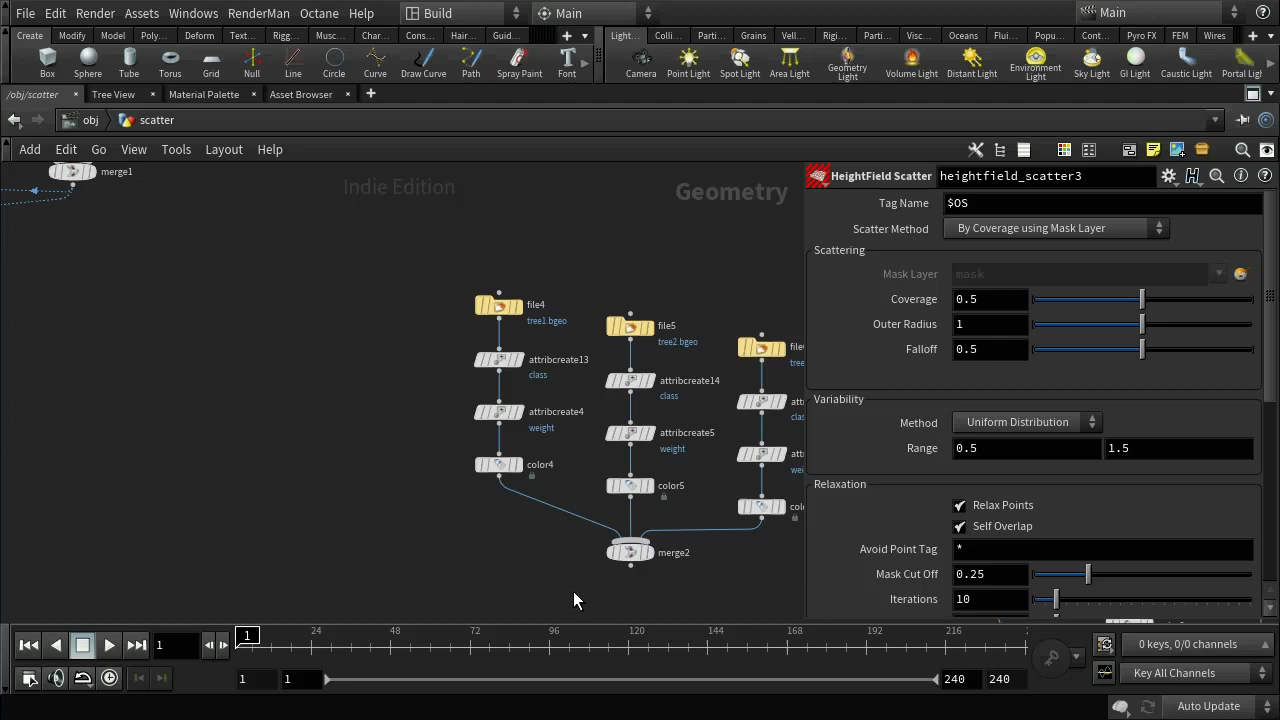 File Edit Render Assets Windows RenderMan Octane Help Build Main Main
Create Modify Model Poly... Deform Text... Rigg... Musc... Char... Cons... Hair... Guid... Light... Colli... Parti... Grains Vell... Rigi... Parti... Visc... Oceans Flui... Popu... Cont... Pyro FX FEM Wires
Box Sphere Tube Torus Grid Null Line Circle Curve Draw Curve Path Spray Paint Font Camera Point Light Spot Light Area Light Geometry Light Volume Light Distant Light Environment Light Sky Light GI Light Caustic Light Portal Ligl
/obj/scatter Tree View Material Palette Asset Browser
obj scatter
Add Edit Go View Tools Layout Help
merge1
Indie Edition
Geometry
HeightField Scatter heightfield_scatter3
Tag Name $OS
Scatter Method By Coverage using Mask Layer
Scattering
Mask Layer mask
Coverage 0.5
Outer Radius 1
Falloff 0.5
Variability
Method Uniform Distribution
Range 0.5 1.5
Relaxation
Relax Points
Self Overlap
Avoid Point Tag *
Mask Cut Off 0.25
Iterations 10
file4
tree1.bgeo
attribcreate13
class
attribcreate4
weight
color4
file5
tree2.bgeo
attribcreate14
class
attribcreate5
weight
color5
merge2
1 1 24 48 72 96 120 144 168 192 216
0 keys, 0/0 channels
1 1 240 240
Key All Channels
Auto Update